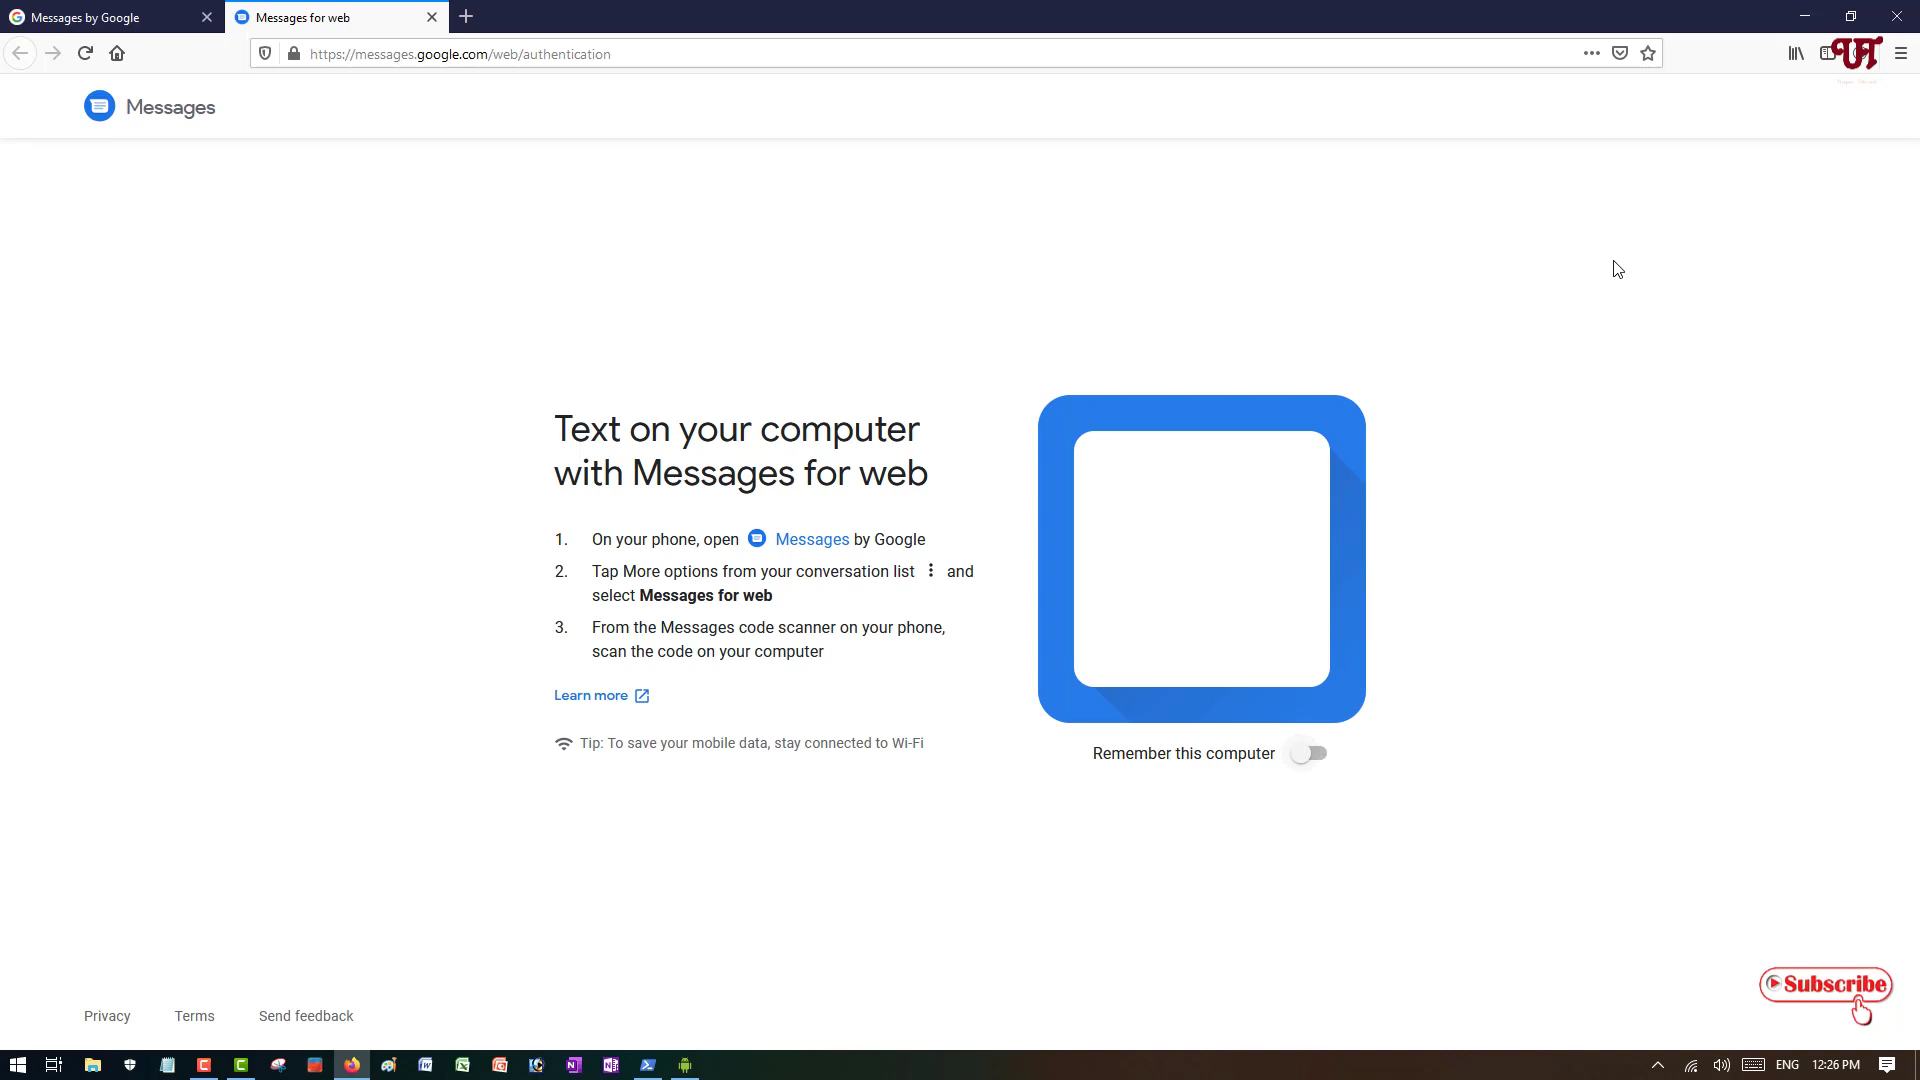 Messages by Google
Messages for web
https://messages.google.com/web/authentication
Messages
Text on your computer
with Messages for web
1. On your phone, open Messages by Google
2. Tap More options from your conversation list and
select Messages for web
3. From the Messages code scanner on your phone,
scan the code on your computer
Learn more
Tip: To save your mobile data, stay connected to Wi-Fi
Remember this computer
Subscribe
Privacy Terms Send feedback
ENG 12:26 PM